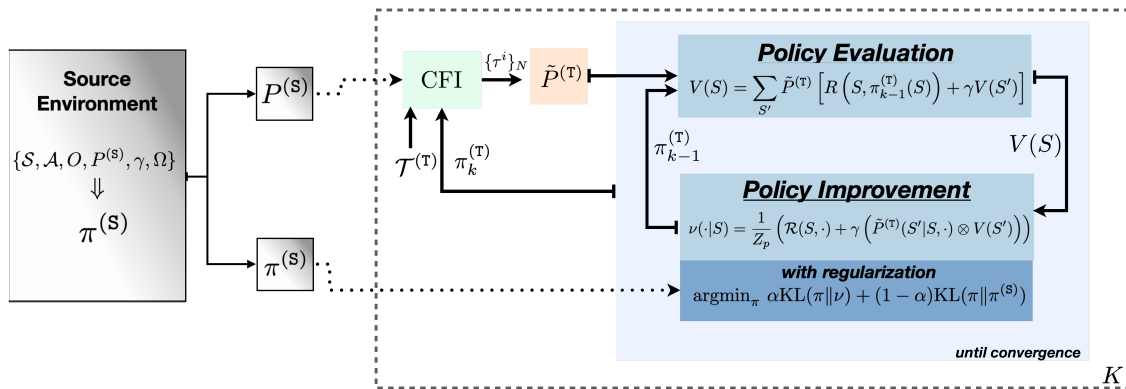 Source
Environment
{𝒮, 𝒜, O, P^(S), γ, Ω}
⇓
π^(S)
P^(S)
π^(S)
CFI
{τ^i}_N
P̃^(T)
𝒯^(T)
π_k^(T)
Policy Evaluation
V(S) = ∑_{S′} P̃^(T) [R (S, π_{k−1}^(T)(S)) + γV(S′)]
π_{k−1}^(T)
V(S)
Policy Improvement
ν(·|S) = 1/Z_p (ℛ(S, ·) + γ (P̃^(T)(S′|S, ·) ⊗ V(S′)))
with regularization
argmin_π αKL(π‖ν) + (1 − α)KL(π‖π^(S))
until convergence
K